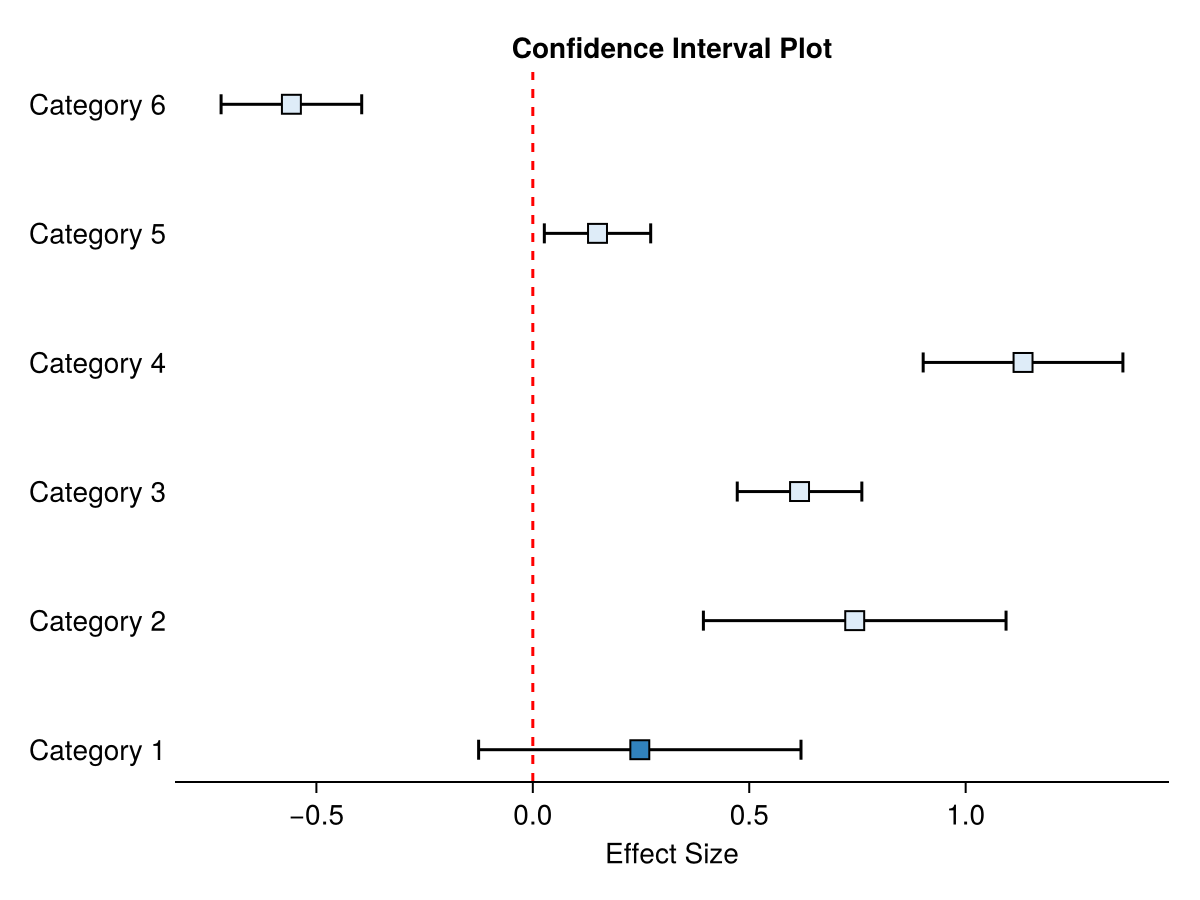 Confidence Interval Plot
Category 6
Category 5
Category 4
Category 3
Category 2
Category 1
−0.5 0.0 0.5 1.0
Effect Size